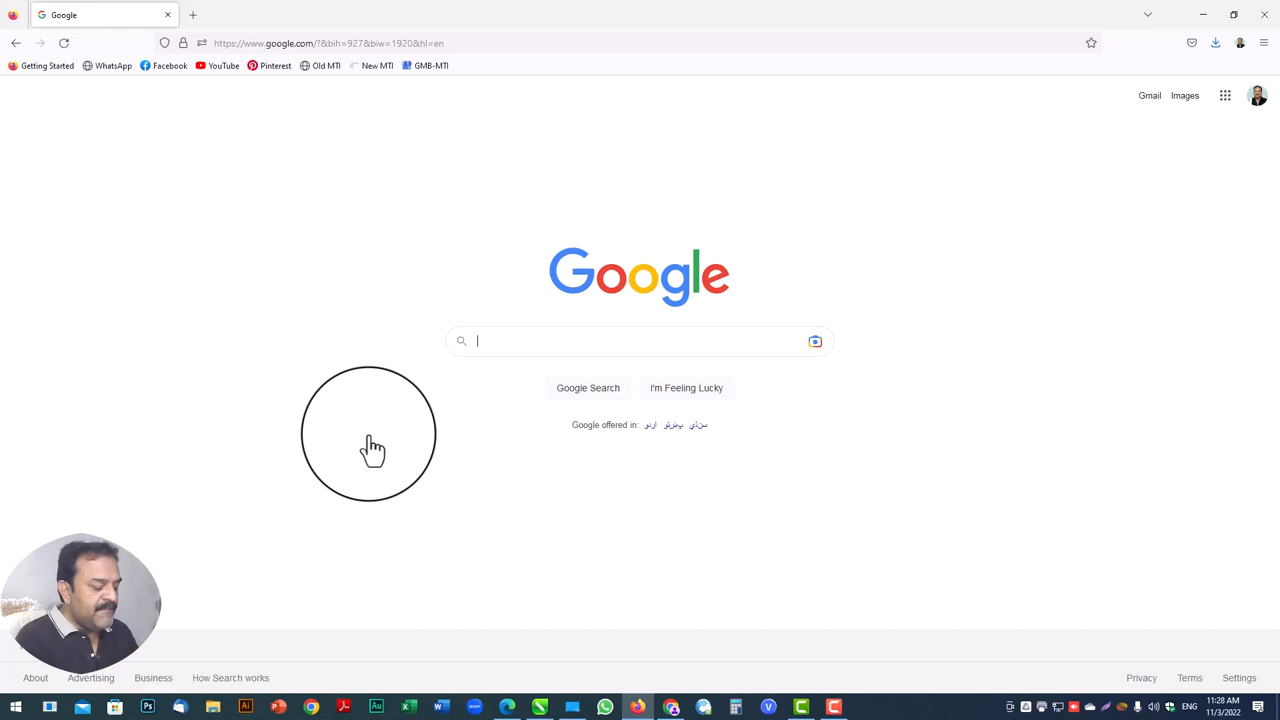 Google
https://www.google.com/?&bih=927&biw=1920&hl=en
Getting Started WhatsApp Facebook YouTube Pinterest Old MTI New MTI GMB-MTI
Gmail Images
Google
Google Search I'm Feeling Lucky
Google offered in: اردو پښتو سنڌي
About Advertising Business How Search works Privacy Terms Settings
ENG 11:28 AM
11/3/2022